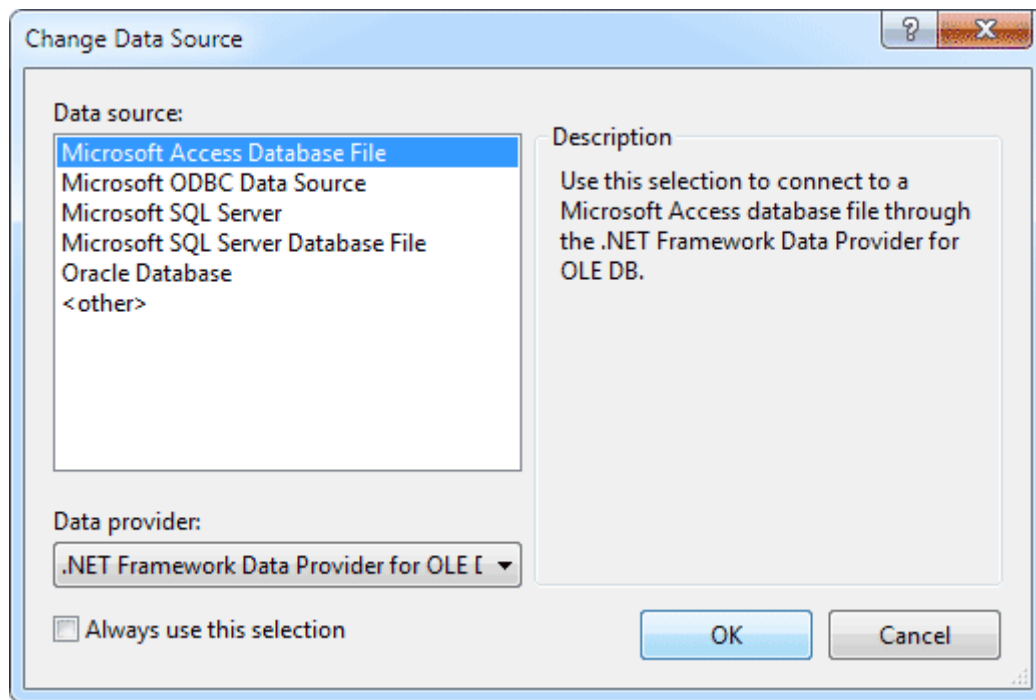 Change Data Source
?
Data source:
Microsoft Access Database File
Microsoft ODBC Data Source
Microsoft SQL Server
Microsoft SQL Server Database File
Oracle Database
<other>
Description
Use this selection to connect to a
Microsoft Access database file through
the .NET Framework Data Provider for
OLE DB.
Data provider:
.NET Framework Data Provider for OLE
Always use this selection
OK
Cancel